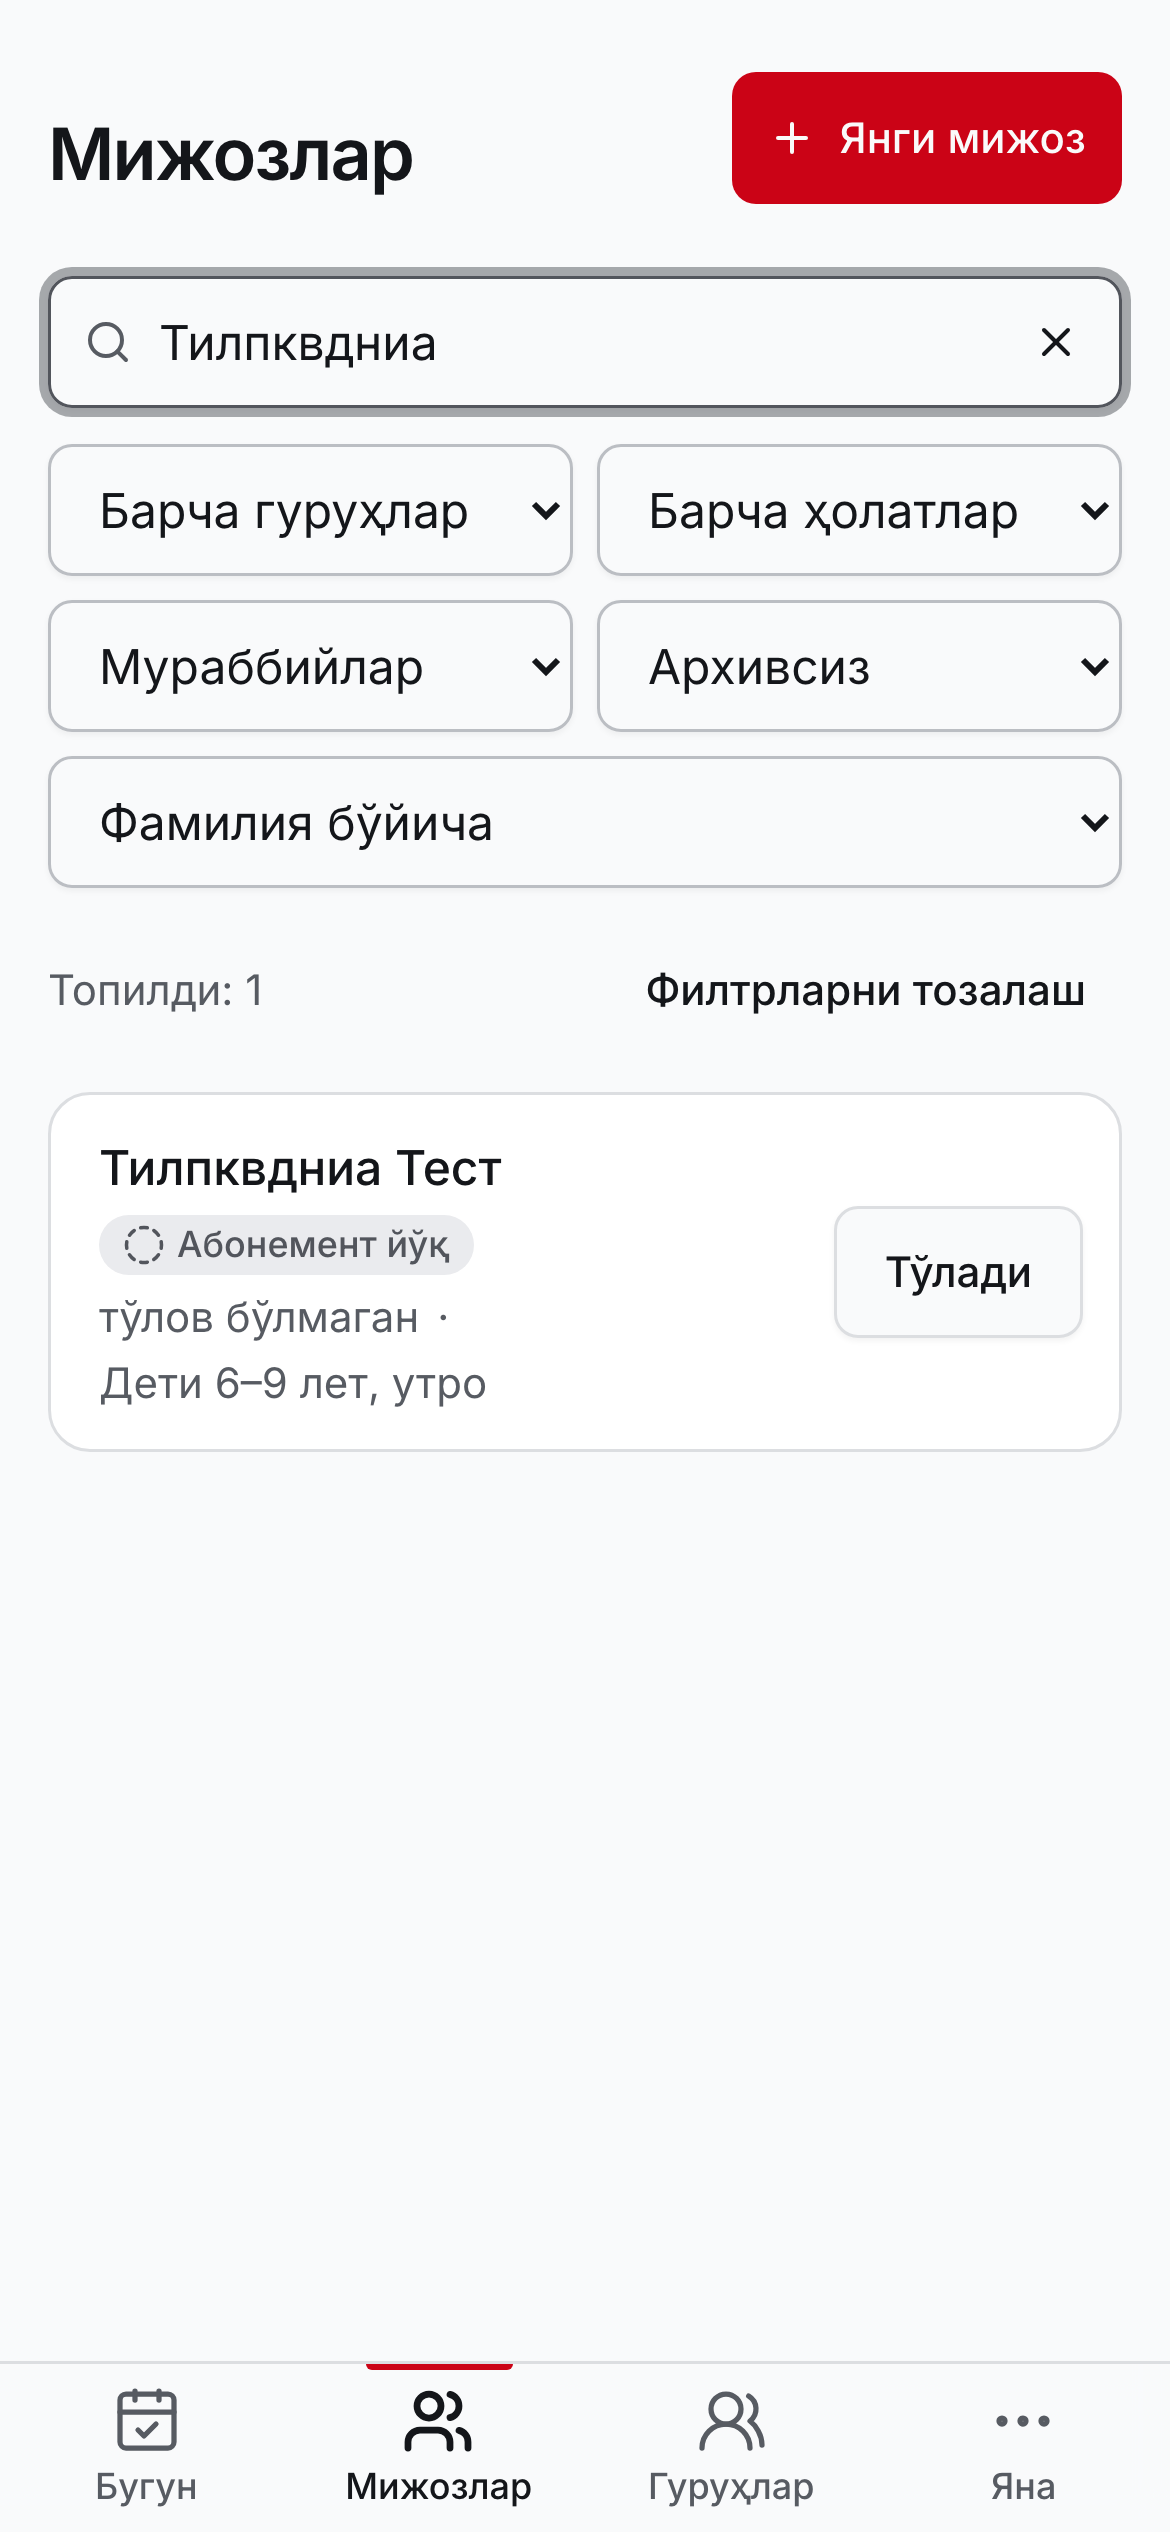 Мижозлар
Янги мижоз
Тилпквдниа
Барча гуруҳлар
Барча ҳолатлар
Мураббийлар
Архивсиз
Фамилия бўйича
Топилди: 1
Филтрларни тозалаш
Тилпквдниа Тест
Абонемент йўқ
тўлов бўлмаган ·
Дети 6–9 лет, утро
Тўлади
Бугун
Мижозлар
Гуруҳлар
Яна